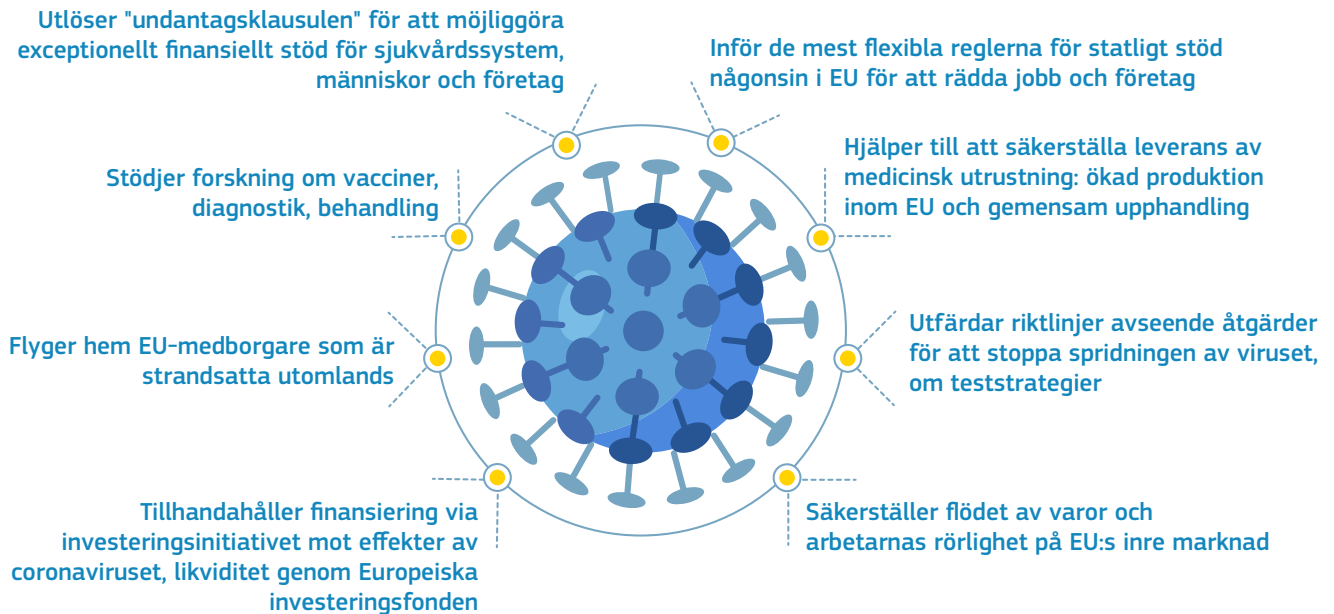 Utlöser "undantagsklausulen" för att möjliggöra
exceptionellt finansiellt stöd för sjukvårdssystem,
människor och företag
Inför de mest flexibla reglerna för statligt stöd
någonsin i EU för att rädda jobb och företag
Stödjer forskning om vacciner,
diagnostik, behandling
Hjälper till att säkerställa leverans av
medicinsk utrustning: ökad produktion
inom EU och gemensam upphandling
Flyger hem EU-medborgare som är
strandsatta utomlands
Utfärdar riktlinjer avseende åtgärder
för att stoppa spridningen av viruset,
om teststrategier
Tillhandahåller finansiering via
investeringsinitiativet mot effekter av
coronaviruset, likviditet genom Europeiska
investeringsfonden
Säkerställer flödet av varor och
arbetarnas rörlighet på EU:s inre marknad